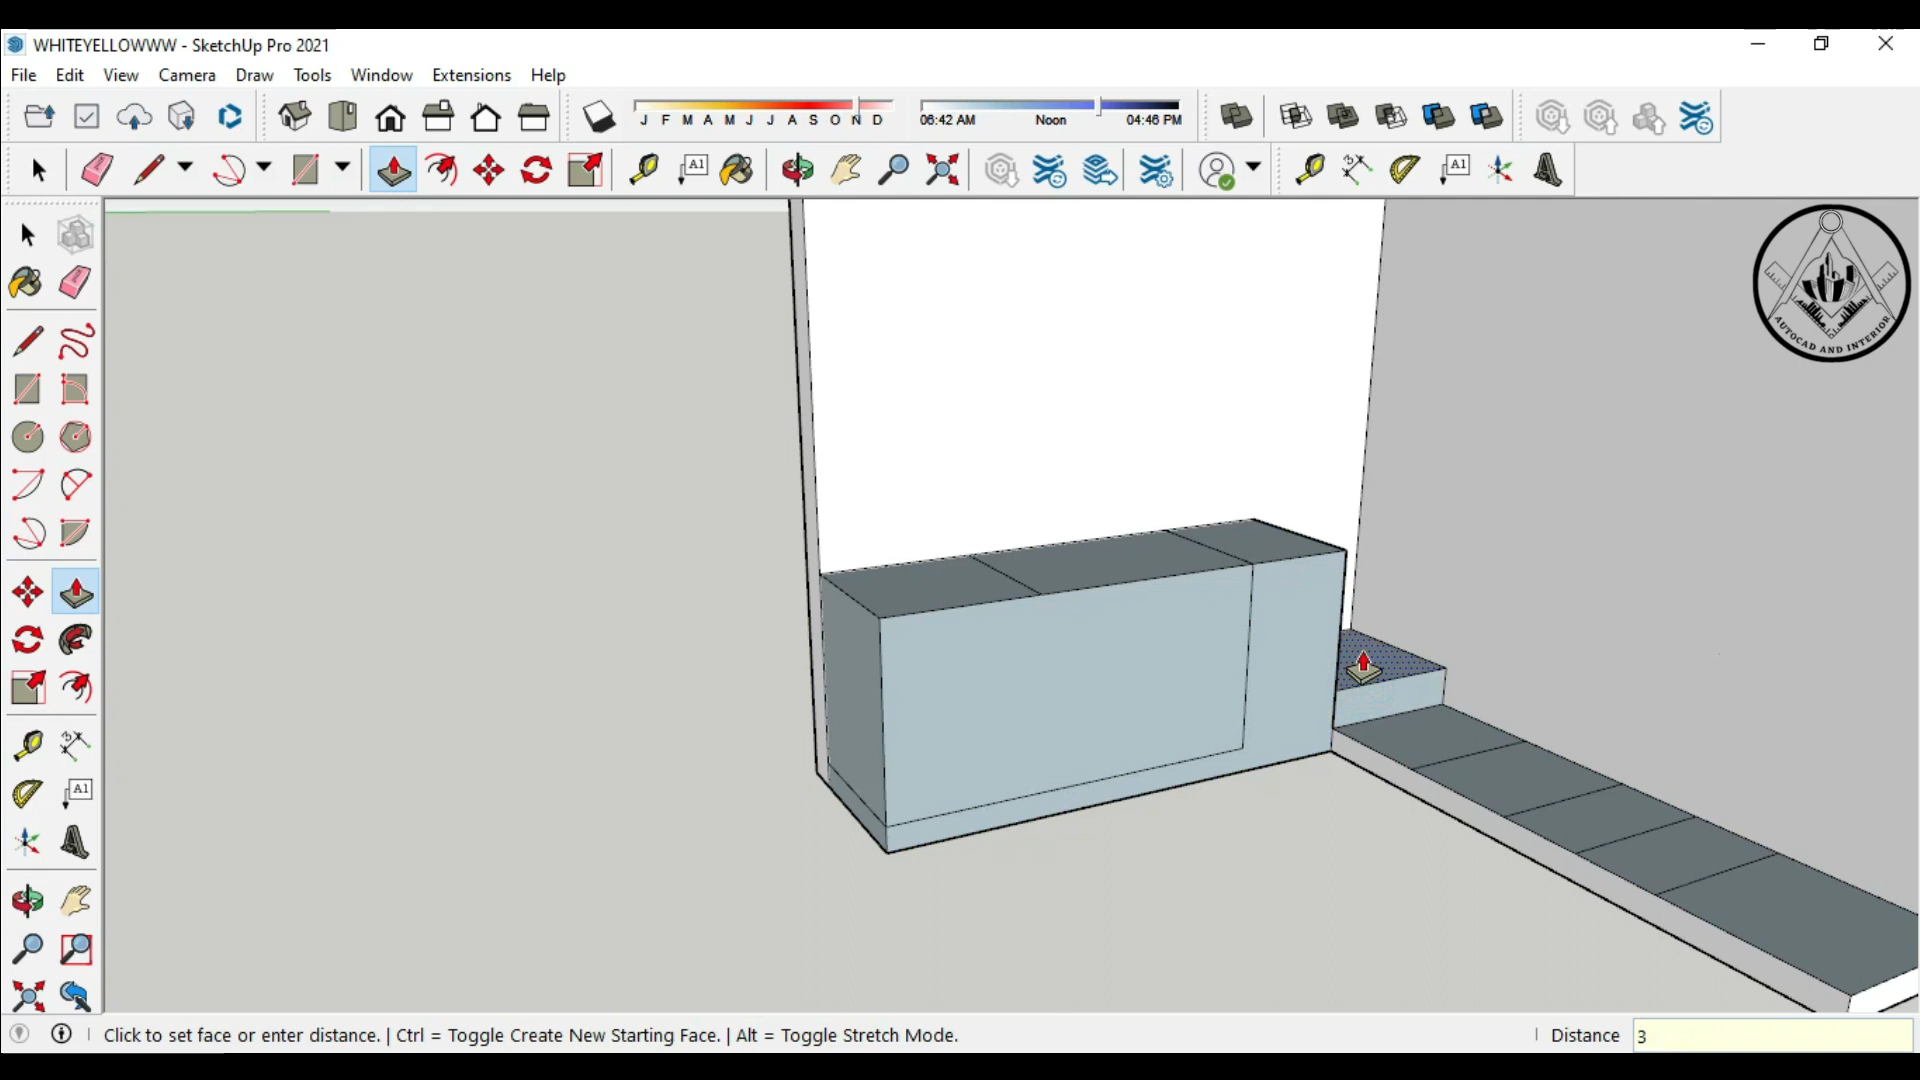 WHITEYELLOWWW - SketchUp Pro 2021
File Edit View Camera Draw Tools Window Extensions Help
J F M A M J J A S O N D 06:42 AM Noon 04:46 PM
A1 A1
AUTOCAD AND INTERIOR
A1
Click to set face or enter distance. | Ctrl = Toggle Create New Starting Face. | Alt = Toggle Stretch Mode. Distance 3